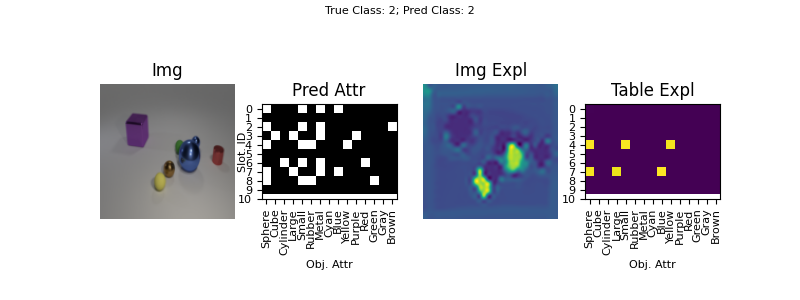 True Class: 2; Pred Class: 2
Img
Pred Attr
Img Expl
Table Expl
Slot. ID
0
1
2
3
4
5
6
7
8
9
10
Sphere
Cube
Cylinder
Large
Small
Rubber
Metal
Cyan
Blue
Yellow
Purple
Red
Green
Gray
Brown
Obj. Attr
0
1
2
3
4
5
6
7
8
9
10
Sphere
Cube
Cylinder
Large
Small
Rubber
Metal
Cyan
Blue
Yellow
Purple
Red
Green
Gray
Brown
Obj. Attr